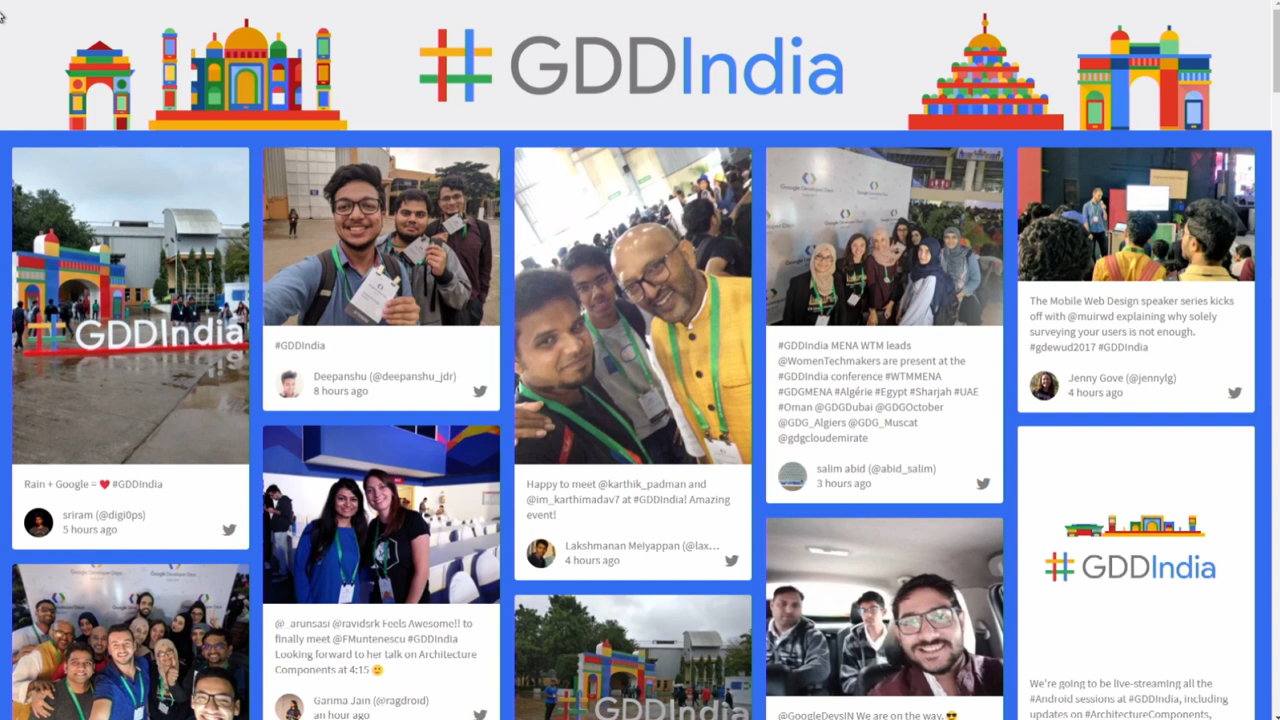 #GDDIndia
#GDDIndia
Rain + Google = ❤️ #GDDIndia
sriram (@digi0ps)
5 hours ago
#GDDIndia
Deepanshu (@deepanshu_jdr)
8 hours ago
@_arunsasi @ravidsrk Feels Awesome!! to
finally meet @FMuntenescu #GDDIndia
Looking forward to her talk on Architecture
Components at 4:15 🙂
Garima Jain (@ragdroid)
an hour ago
Happy to meet @karthik_padman and
@im_karthimadav7 at #GDDIndia! Amazing
event!
Lakshmanan Meiyappan (@lax...
4 hours ago
#GDDIndia
Google Developer Days
#GDDIndia MENA WTM leads
@WomenTechmakers are present at the
#GDDIndia conference #WTMMENA
#GDGMENA #Algérie #Egypt #Sharjah #UAE
#Oman @GDGDubai @GDGOctober
@GDG_Algiers @GDG_Muscat
@gdgcloudemirate
salim abid (@abid_salim)
3 hours ago
@GoogleDevsIN We are on the way. 😎
The Mobile Web Design speaker series kicks
off with @muirwd explaining why solely
surveying your users is not enough.
#gdewud2017 #GDDIndia
Jenny Gove (@jennylg)
4 hours ago
#GDDIndia
We're going to be live-streaming all the
#Android sessions at #GDDIndia, including
updates on #ArchitectureComponents,